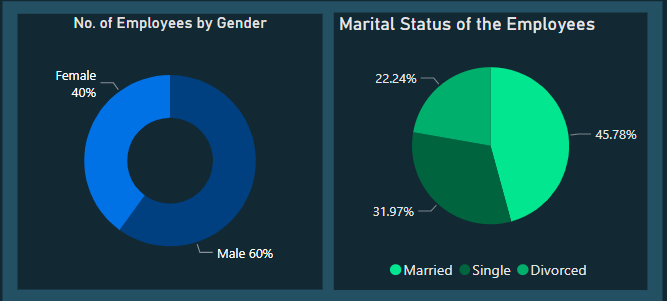 No. of Employees by Gender
Female
40%
Male 60%
Marital Status of the Employees
22.24%
45.78%
31.97%
Married Single Divorced